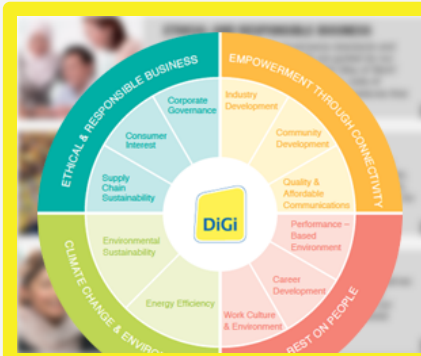 ETHICAL & RESPONSIBLE BUSINESS
EMPOWERMENT THROUGH CONNECTIVITY
Corporate
Governance
Consumer
Interest
Supply
Chain
Sustainability
Industry
Development
Community
Development
Quality &
Affordable
Communications
DiGi
Performance –
Based
Environment
Career
Development
Work Culture
& Environment
Environmental
Sustainability
Energy Efficiency
CLIMATE CHANGE &
BEST ON PEOPLE